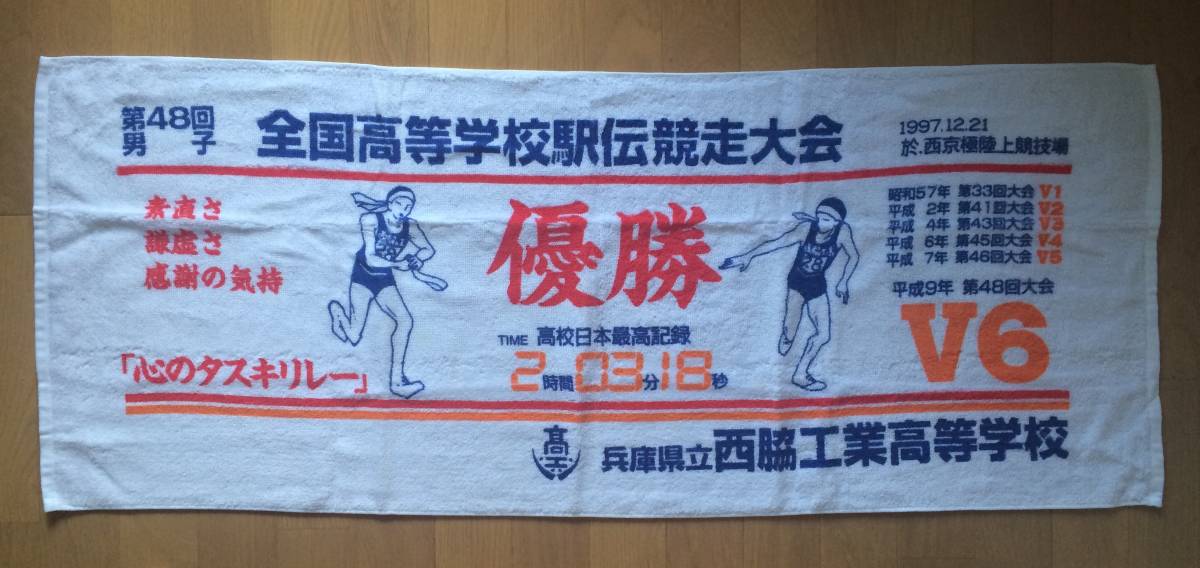 第48回
男子
全国高等学校駅伝競走大会
1997.12.21
於.西京極陸上競技場
素直さ
謙虚さ
感謝の気持
「心のタスキリレー」
優勝
TIME 高校日本最高記録
2時間03分18秒
昭和57年 第33回大会 V1
平成 2年 第41回大会 V2
平成 4年 第43回大会 V3
平成 6年 第45回大会 V4
平成 7年 第46回大会 V5
平成9年 第48回大会
V6
兵庫県立西脇工業高等学校